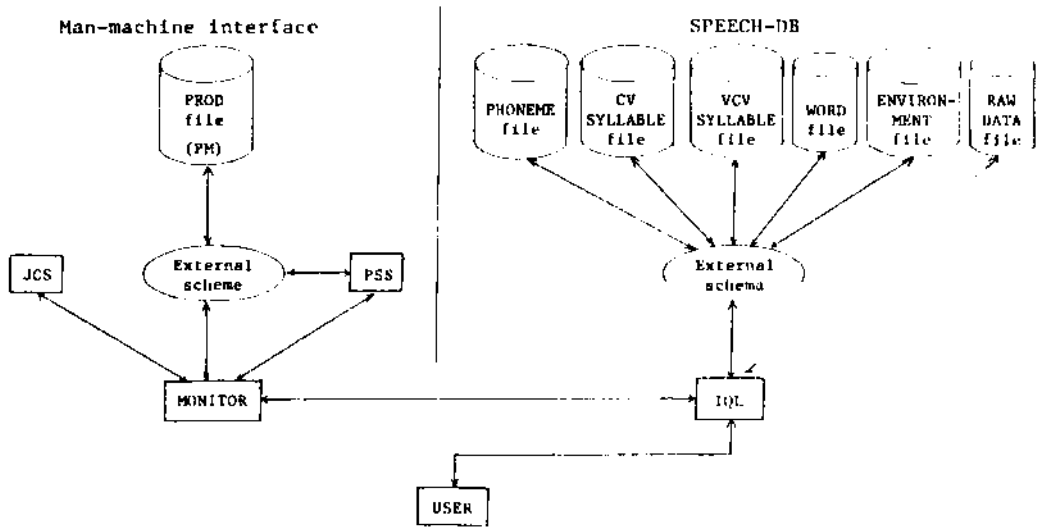 Man-machine interface
SPEECH-DB
PROD
file
(PM)
PHONEME
file
CV
SYLLABLE
file
VCV
SYLLABLE
file
WORD
file
ENVIRON-
MENT
file
RAW
DATA
file
JCS
External
scheme
PSS
External
schema
MONITOR
IQL
USER